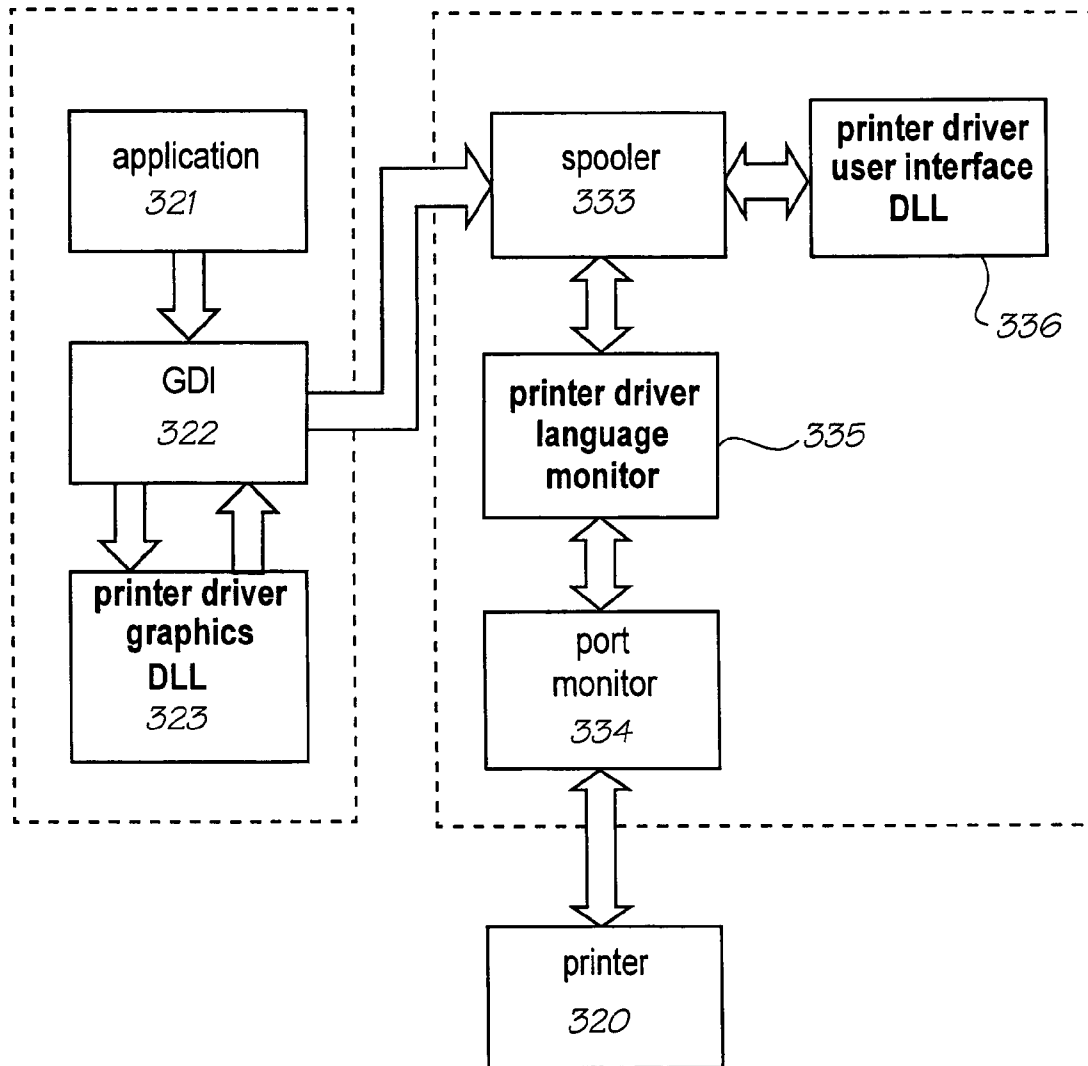 application
321
GDI
322
printer driver
graphics
DLL
323
spooler
333
printer driver
user interface
DLL
336
printer driver
language
monitor
335
port
monitor
334
printer
320